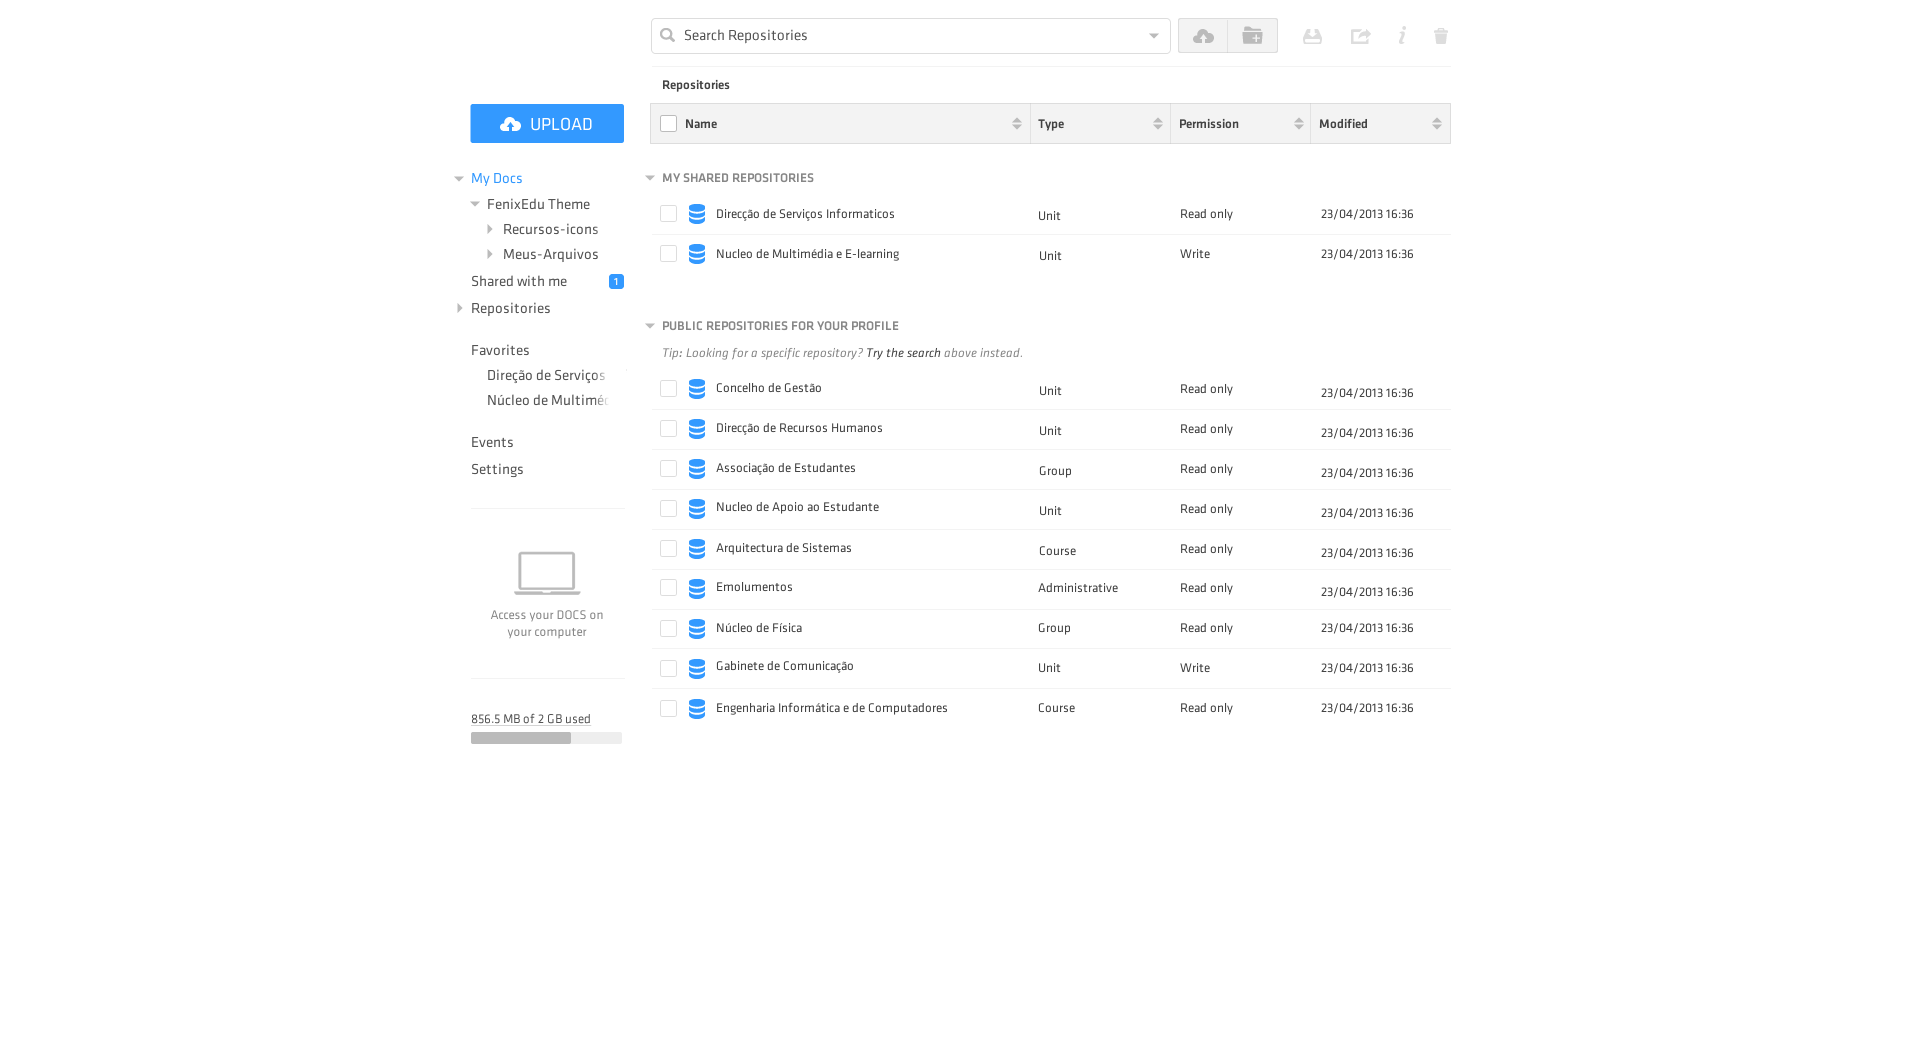 Search Repositories
Repositories
UPLOAD
Name Type Permission Modified
My Docs
FenixEdu Theme
Recursos-icons
Meus-Arquivos
Shared with me 1
Repositories
Favorites
Direção de Serviços
Núcleo de
Events
Settings
Access your DOCS on
your computer
856.5 MB of 2 GB used
MY SHARED REPOSITORIES
Direcção de Serviços Informaticos Unit Read only 23/04/2013 16:36
Nucleo de Multimédia e E-learning Unit Write 23/04/2013 16:36
PUBLIC REPOSITORIES FOR YOUR PROFILE
Tip: Looking for a specific repository? Try the search above instead.
Concelho de Gestão Unit Read only 23/04/2013 16:36
Direcção de Recursos Humanos Unit Read only 23/04/2013 16:36
Associação de Estudantes Group Read only 23/04/2013 16:36
Nucleo de Apoio ao Estudante Unit Read only 23/04/2013 16:36
Arquitectura de Sistemas Course Read only 23/04/2013 16:36
Emolumentos Administrative Read only 23/04/2013 16:36
Núcleo de Física Group Read only 23/04/2013 16:36
Gabinete de Comunicação Unit Write 23/04/2013 16:36
Engenharia Informática e de Computadores Course Read only 23/04/2013 16:36